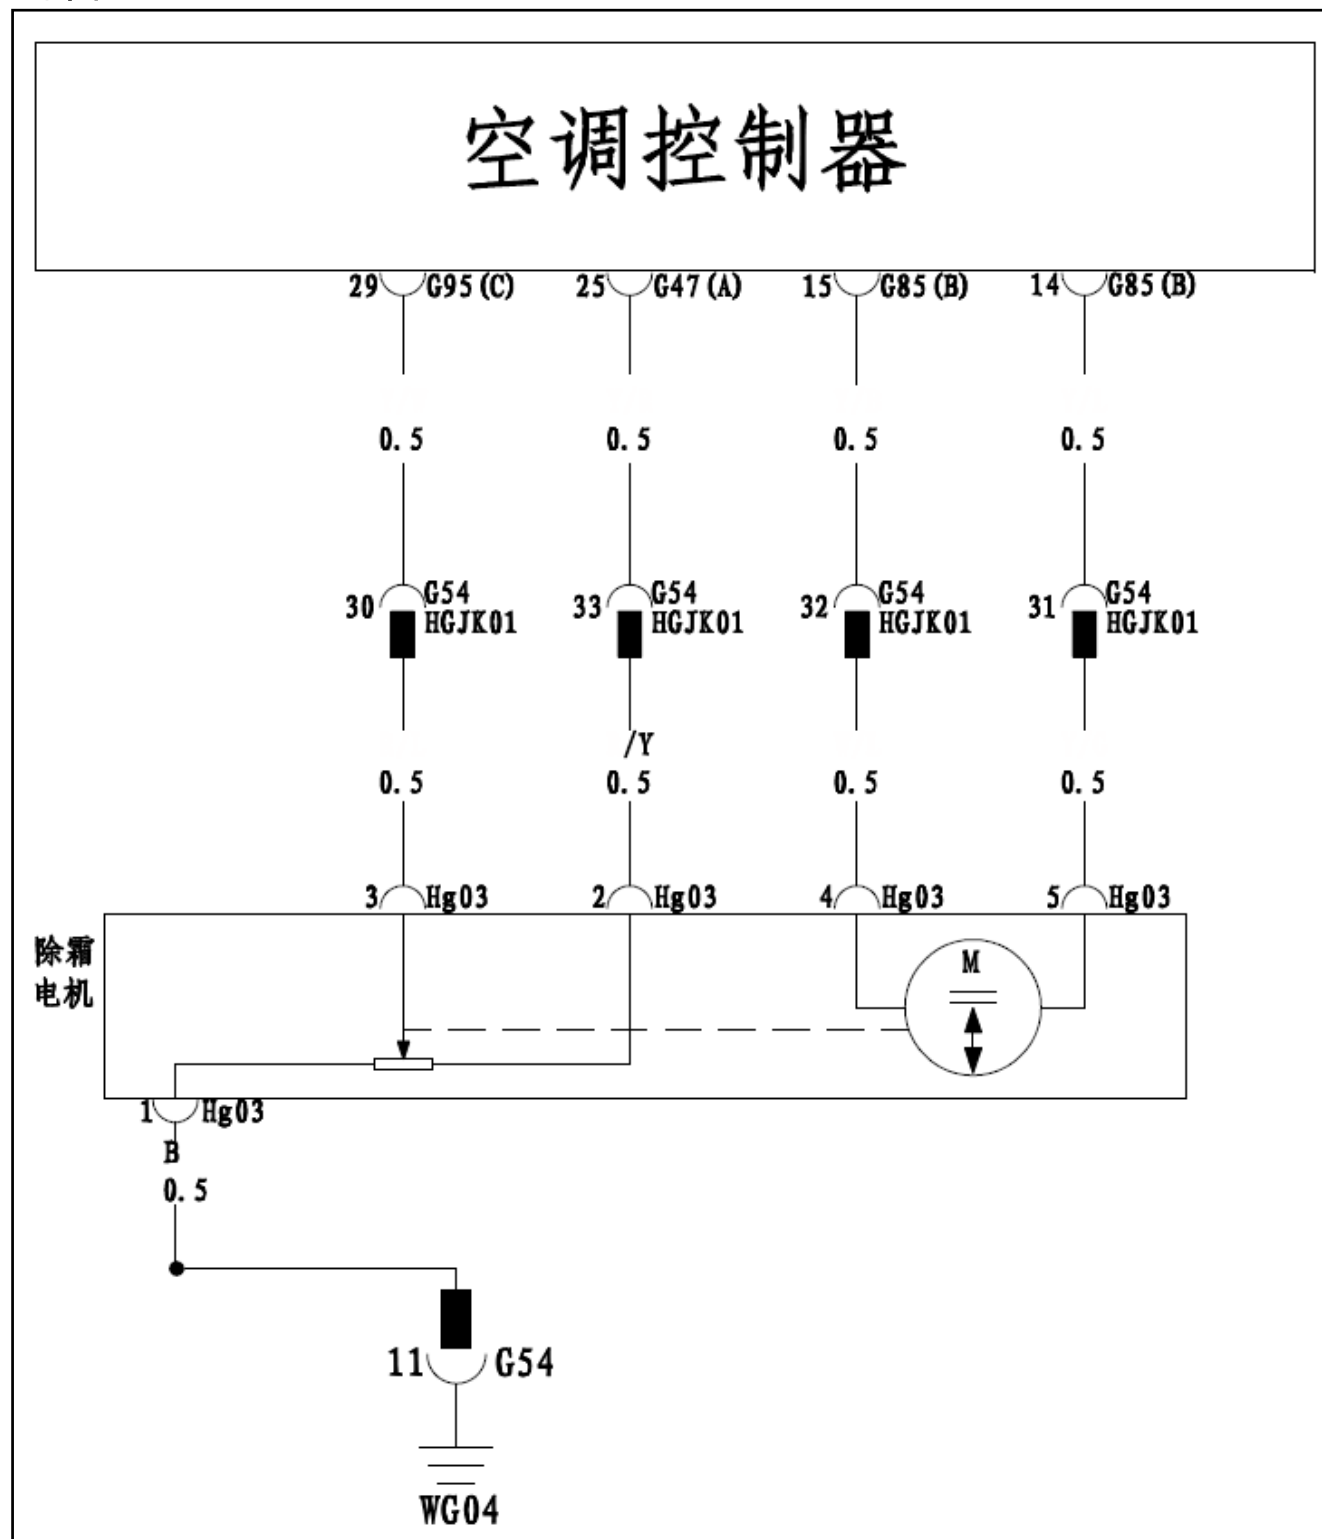 空调控制器
29 G95(C) 25 G47(A) 15 G85(B) 14 G85(B)
0.5 0.5 0.5 0.5
30 G54 33 G54 32 G54 31 G54
HGJK01 HGJK01 HGJK01 HGJK01
/Y
0.5 0.5 0.5 0.5
3 Hg03 2 Hg03 4 Hg03 5 Hg03
除霜
电机
M
1 Hg03
B
0.5
11 G54
WG04